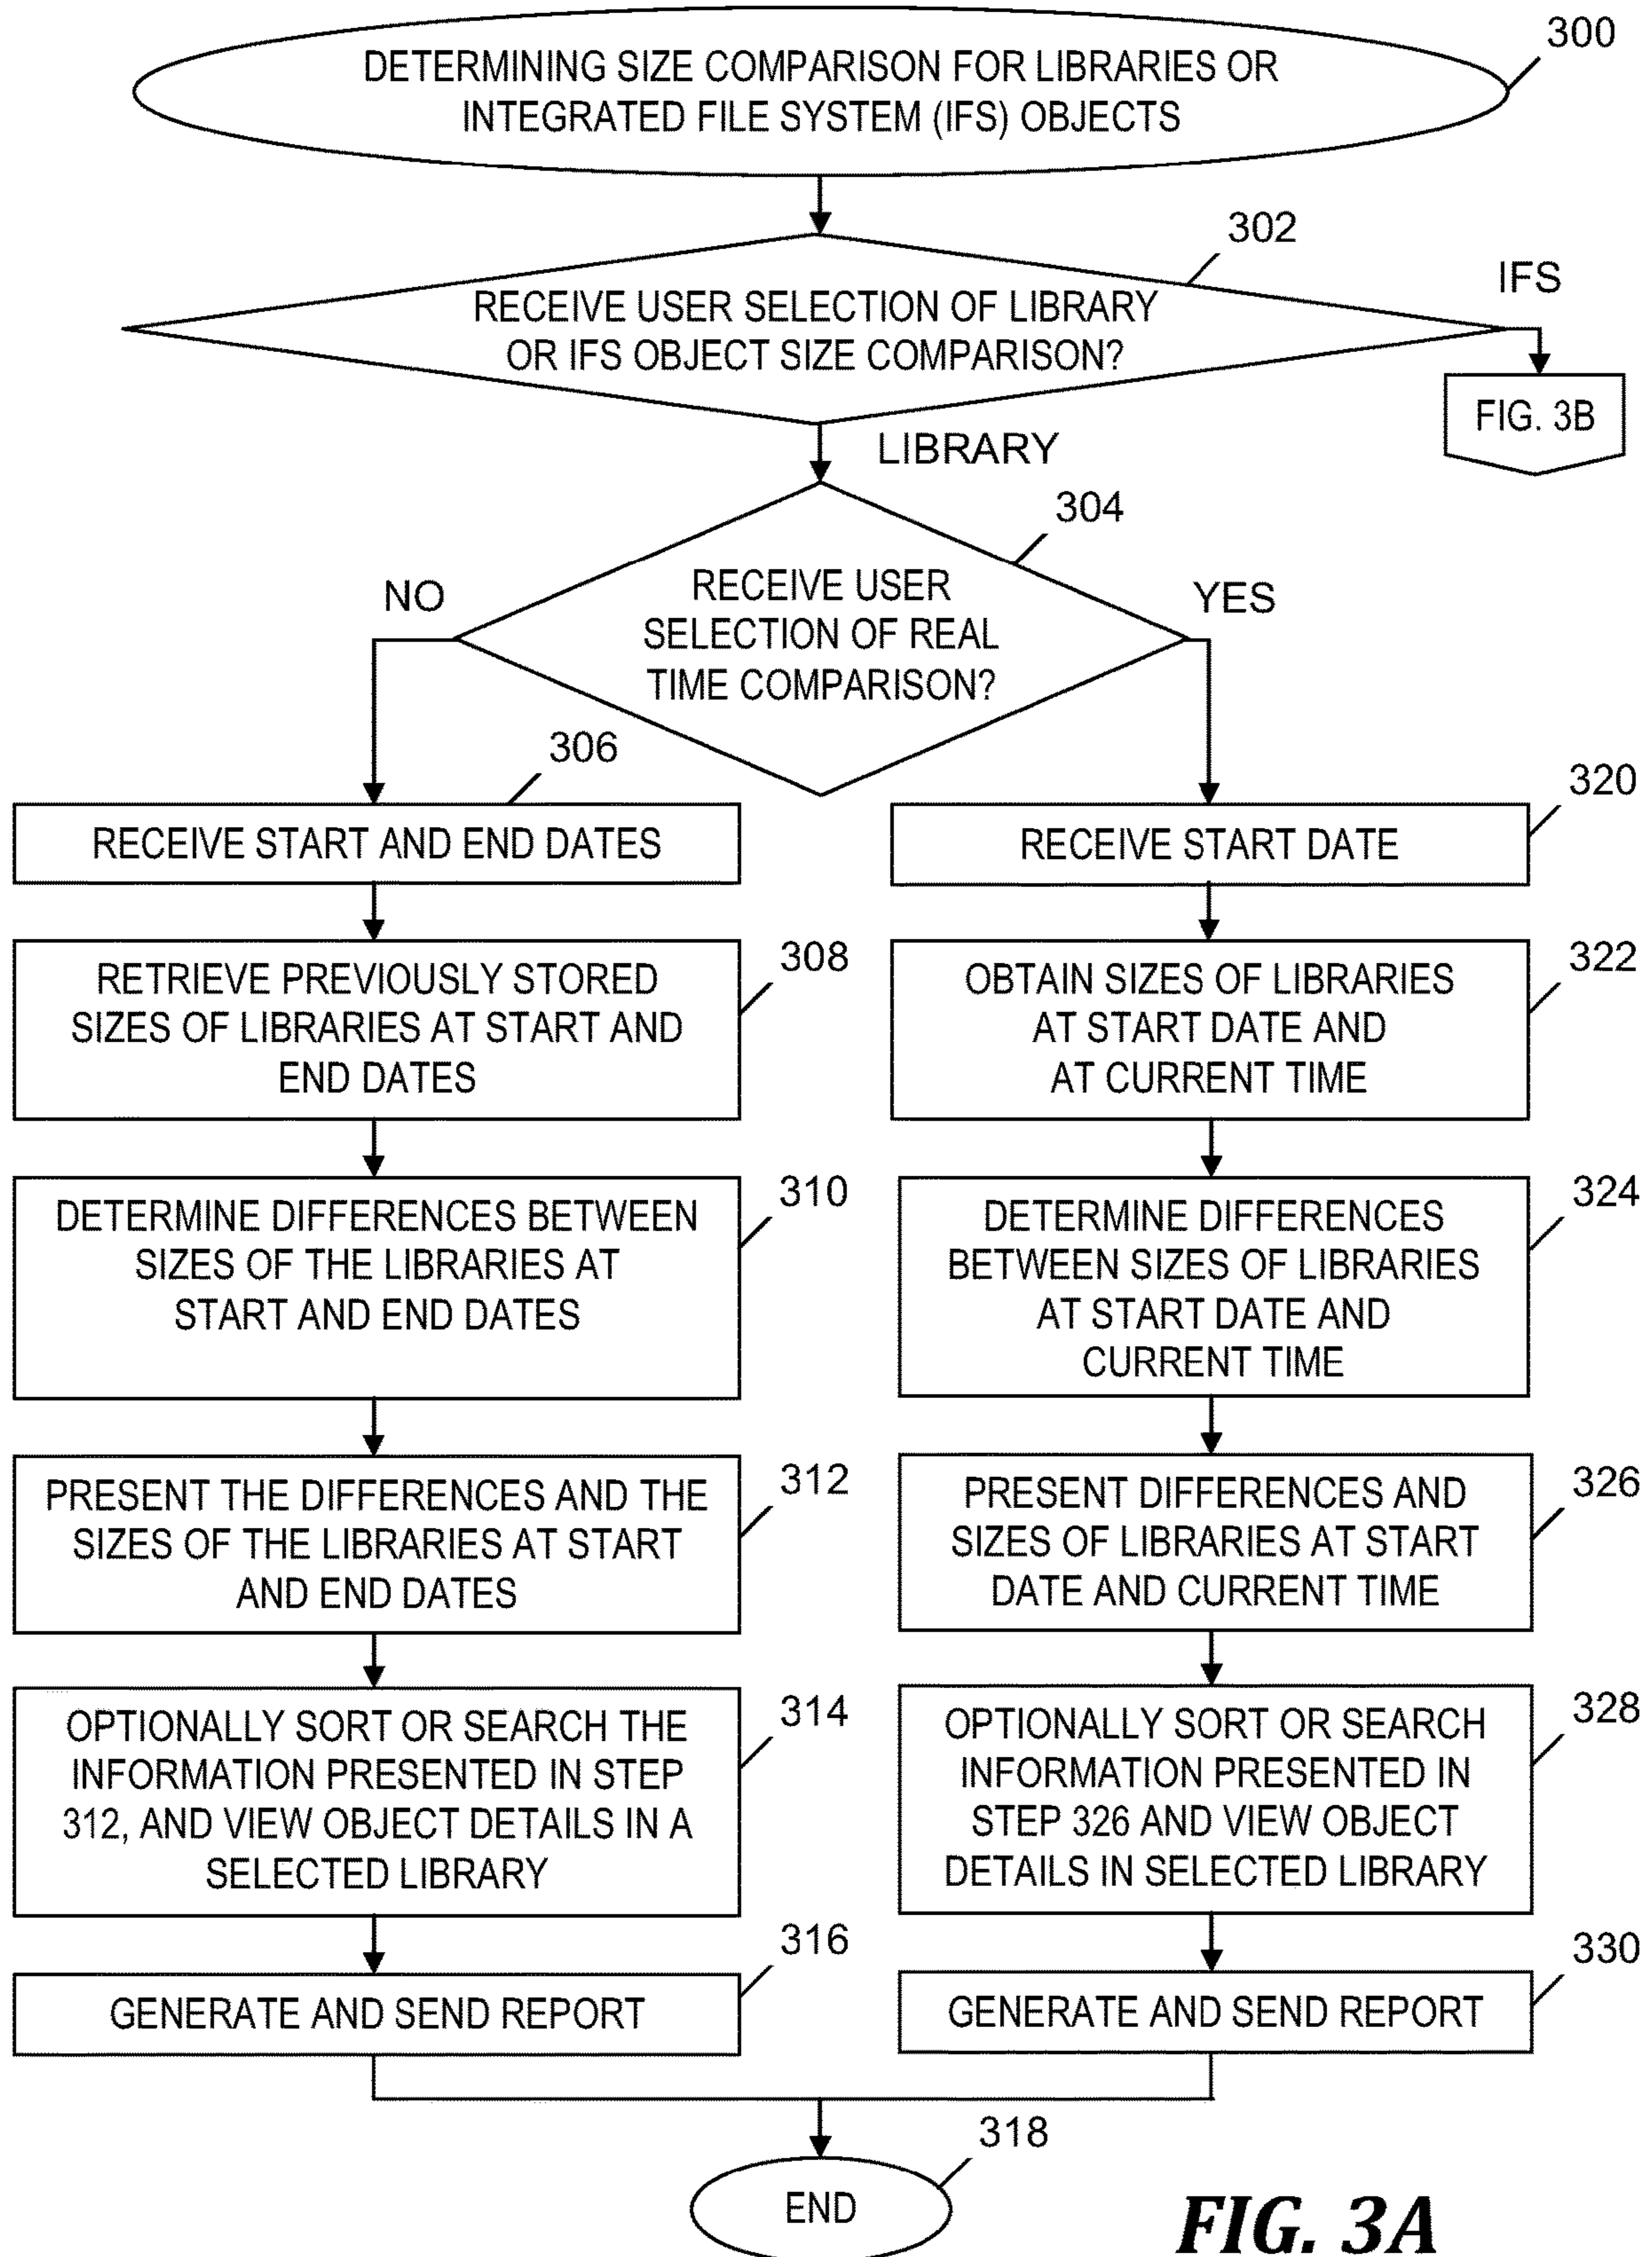 300
DETERMINING SIZE COMPARISON FOR LIBRARIES OR
INTEGRATED FILE SYSTEM (IFS) OBJECTS
302
RECEIVE USER SELECTION OF LIBRARY
OR IFS OBJECT SIZE COMPARISON?
IFS
FIG. 3B
LIBRARY
304
RECEIVE USER
SELECTION OF REAL
TIME COMPARISON?
NO
YES
306
RECEIVE START AND END DATES
308
RETRIEVE PREVIOUSLY STORED
SIZES OF LIBRARIES AT START AND
END DATES
310
DETERMINE DIFFERENCES BETWEEN
SIZES OF THE LIBRARIES AT
START AND END DATES
312
PRESENT THE DIFFERENCES AND THE
SIZES OF THE LIBRARIES AT START
AND END DATES
314
OPTIONALLY SORT OR SEARCH THE
INFORMATION PRESENTED IN STEP
312, AND VIEW OBJECT DETAILS IN A
SELECTED LIBRARY
316
GENERATE AND SEND REPORT
320
RECEIVE START DATE
322
OBTAIN SIZES OF LIBRARIES
AT START DATE AND
AT CURRENT TIME
324
DETERMINE DIFFERENCES
BETWEEN SIZES OF LIBRARIES
AT START DATE AND
CURRENT TIME
326
PRESENT DIFFERENCES AND
SIZES OF LIBRARIES AT START
DATE AND CURRENT TIME
328
OPTIONALLY SORT OR SEARCH
INFORMATION PRESENTED IN
STEP 326 AND VIEW OBJECT
DETAILS IN SELECTED LIBRARY
330
GENERATE AND SEND REPORT
318
END
FIG. 3A